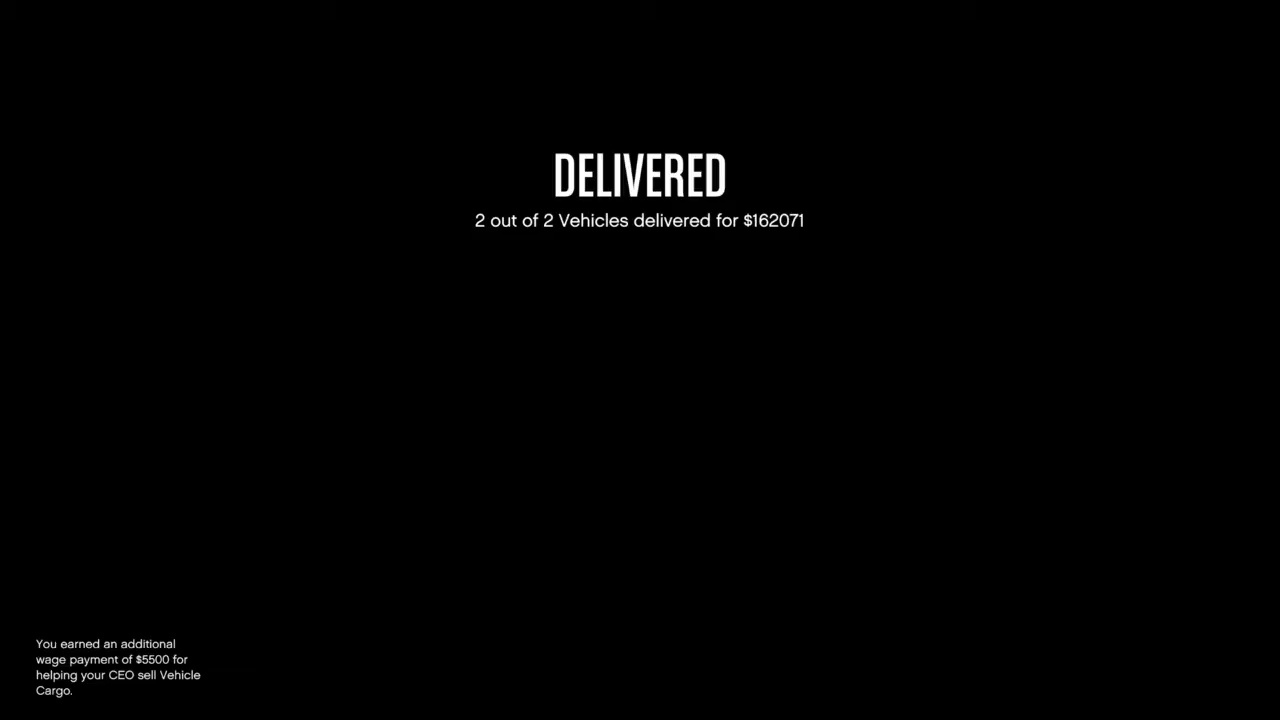 DELIVERED
2 out of 2 Vehicles delivered for $162071
You earned an additional
wage payment of $5500 for
helping your CEO sell Vehicle
Cargo.